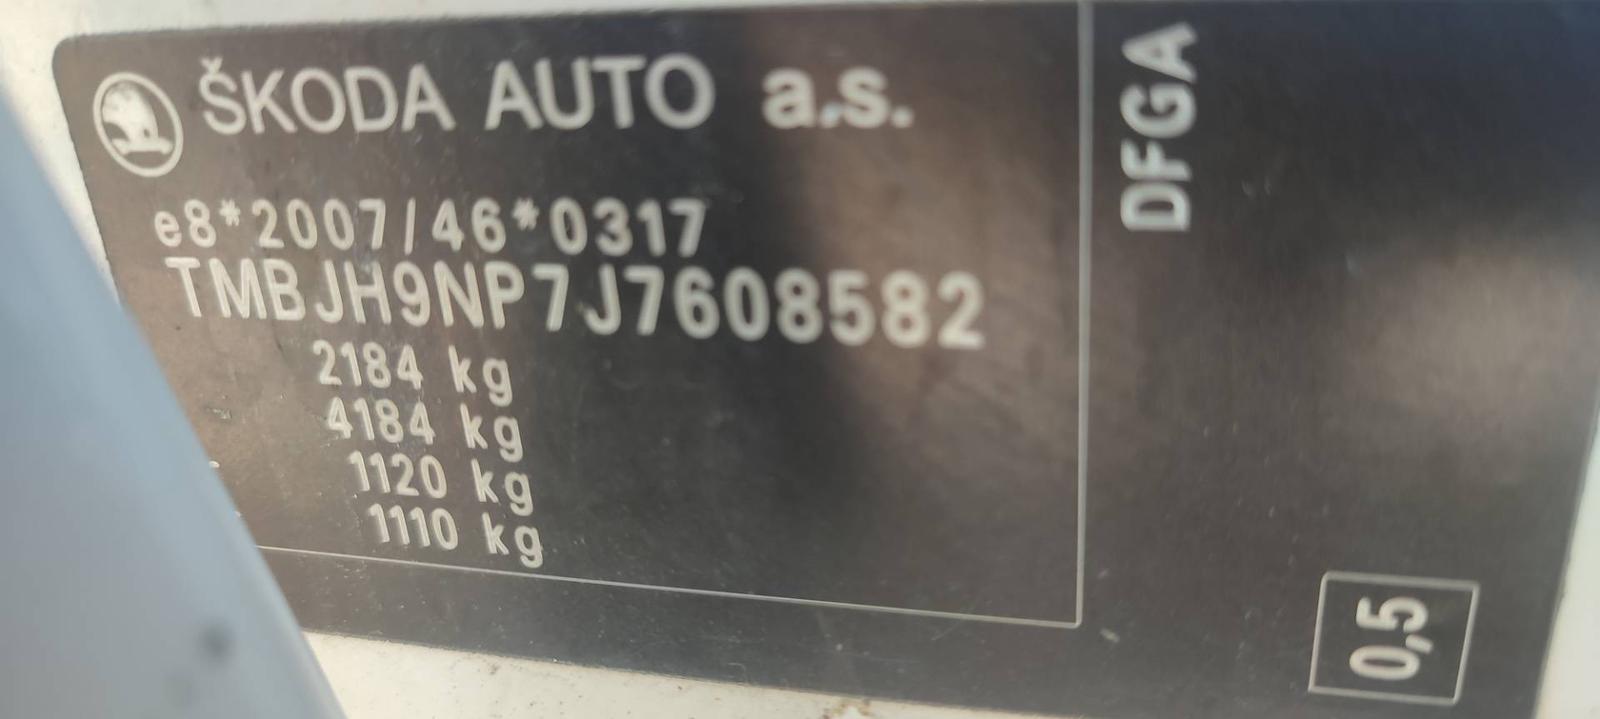 ŠKODA AUTO a.s.
e8*2007/46*0317
TMBJH9NP7J7608582
2184 kg
4184 kg
1120 kg
1110 kg
DFGA
0,5